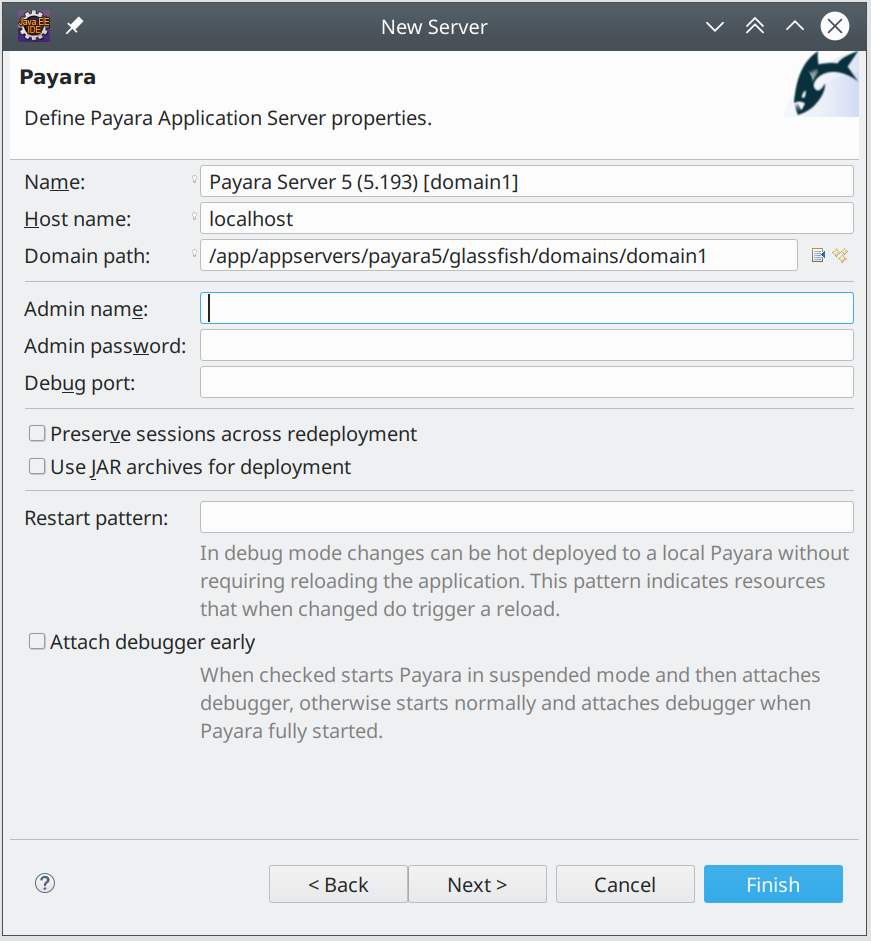 Java EE
IDE
New Server
Payara
Define Payara Application Server properties.
Name:
Payara Server 5 (5.193) [domain1]
Host name:
localhost
Domain path:
/app/appservers/payara5/glassfish/domains/domain1
Admin name:
Admin password:
Debug port:
Preserve sessions across redeployment
Use JAR archives for deployment
Restart pattern:
In debug mode changes can be hot deployed to a local Payara without
requiring reloading the application. This pattern indicates resources
that when changed do trigger a reload.
Attach debugger early
When checked starts Payara in suspended mode and then attaches
debugger, otherwise starts normally and attaches debugger when
Payara fully started.
?
< Back
Next >
Cancel
Finish